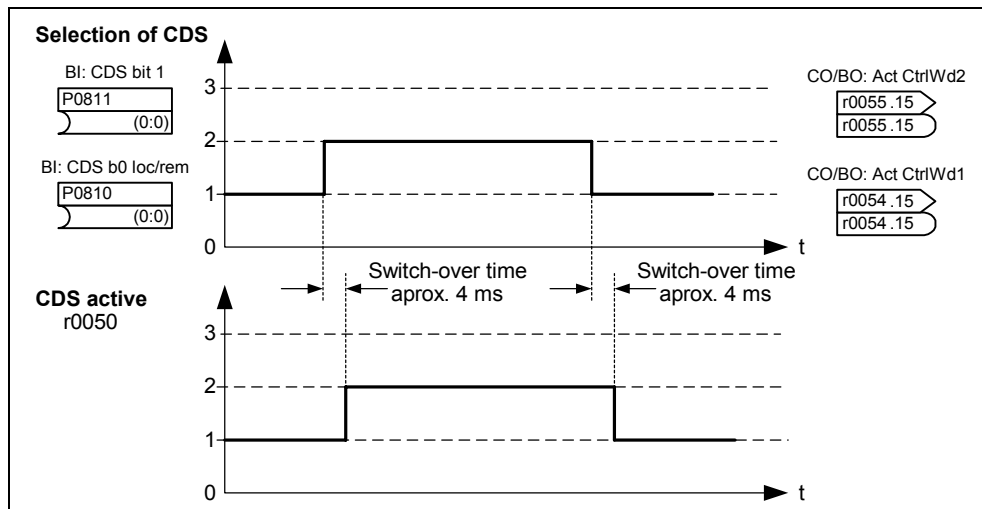 Selection of CDS
BI: CDS bit 1
P0811
(0:0)
BI: CDS b0 loc/rem
P0810
(0:0)
3
2
1
0
t
CO/BO: Act CtrlWd2
r0055 .15
r0055 .15
CO/BO: Act CtrlWd1
r0054 .15
r0054 .15
Switch-over time
aprox. 4 ms
Switch-over time
aprox. 4 ms
CDS active
r0050
3
2
1
0
t